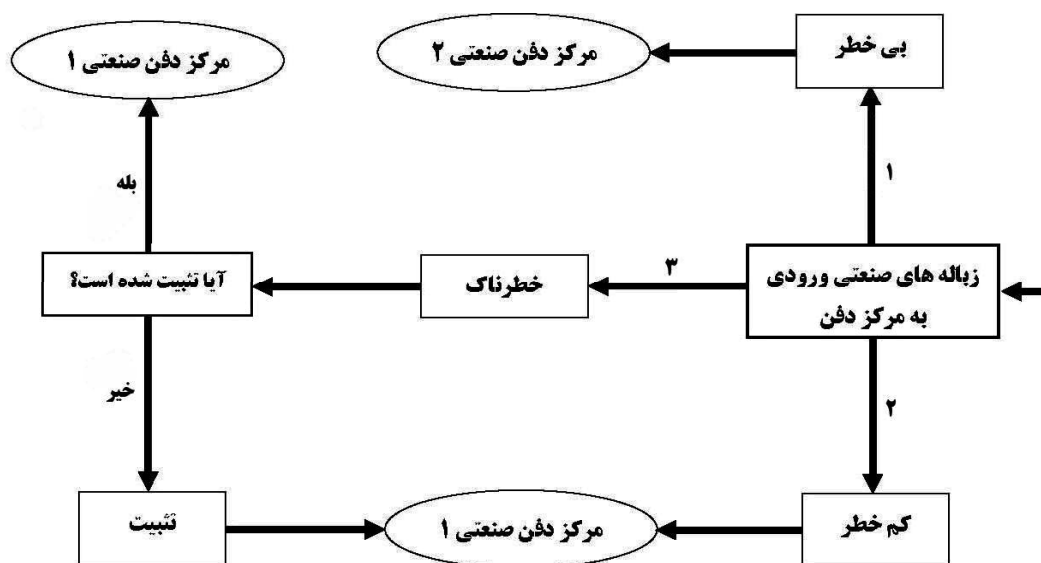 بی خطر
مرکز دفن صنعتی ۲
مرکز دفن صنعتی ۱
۱
بله
زباله های صنعتی ورودی
به مرکز دفن
۳
خطرناک
آیا تثبیت شده است؟
۲
خیر
کم خطر
مرکز دفن صنعتی ۱
تثبیت